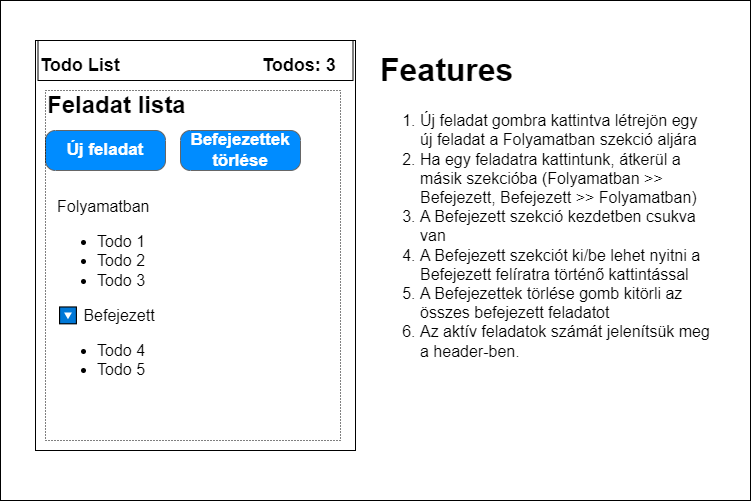 Todo List
Todos: 3
Feladat lista
Új feladat
Befejezettek
törlése
Folyamatban
Todo 1
Todo 2
Todo 3
Befejezett
Todo 4
Todo 5
Features
1. Új feladat gombra kattintva létrejön egy
új feladat a Folyamatban szekció aljára
2. Ha egy feladatra kattintunk, átkerül a
másik szekcióba (Folyamatban >>
Befejezett, Befejezett >> Folyamatban)
3. A Befejezett szekció kezdetben csukva
van
4. A Befejezett szekciót ki/be lehet nyitni a
Befejezett felíratra történő kattintással
5. A Befejezettek törlése gomb kitörli az
összes befejezett feladatot
6. Az aktív feladatok számát jelenítsük meg
a header-ben.